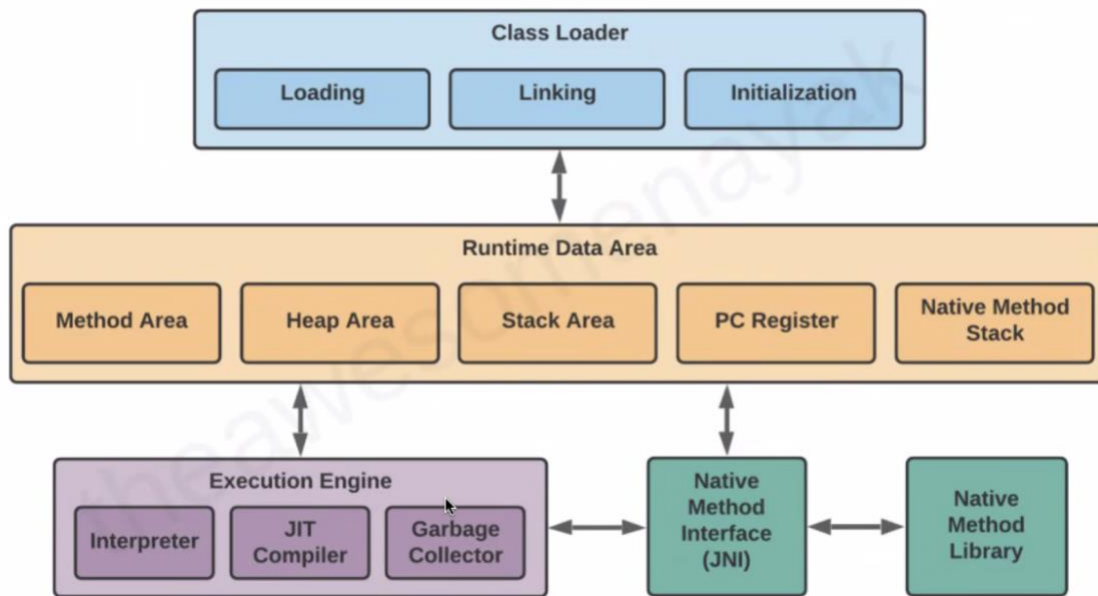 Class Loader
Loading
Linking
Initialization
Runtime Data Area
Method Area
Heap Area
Stack Area
PC Register
Native Method
Stack
Execution Engine
Interpreter
JIT
Compiler
Garbage
Collector
Native
Method
Interface
(JNI)
Native
Method
Library
theawesomenayak